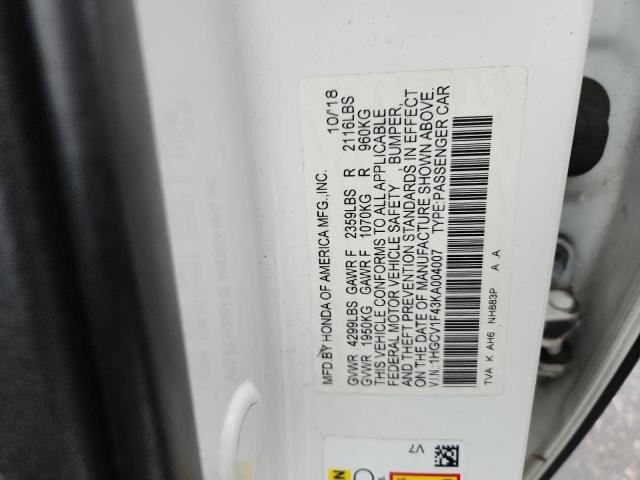 MFD.BY HONDA OF AMERICA MFG.,INC. 10/'18
GVWR 4299LBS GAWR F 2359LBS R 2116LBS
GVWR 1950KG GAWR F 1070KG R 960KG
THIS VEHICLE CONFORMS TO ALL APPLICABLE
FEDERAL MOTOR VEHICLE SAFETY , BUMPER,
AND THEFT PREVENTION STANDARDS IN EFFECT
ON THE DATE OF MANUFACTURE SHOWN ABOVE.
V.I.N.:1HGCV1F43KA004007 TYPE:PASSENGER CAR
TVA K AH6 NH883P A A
V7